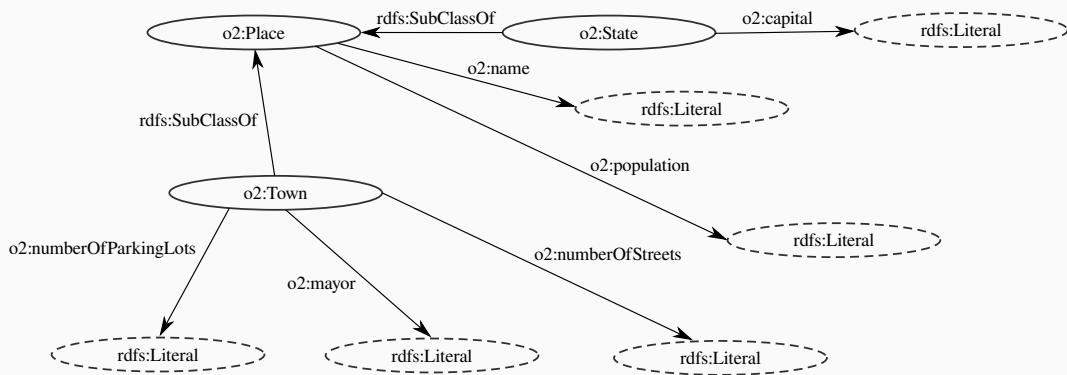 rdfs:SubClassOf
o2:capital
o2:Place
o2:State
rdfs:Literal
o2:name
rdfs:Literal
rdfs:SubClassOf
o2:population
o2:Town
rdfs:Literal
o2:numberOfParkingLots
o2:numberOfStreets
o2:mayor
rdfs:Literal
rdfs:Literal
rdfs:Literal